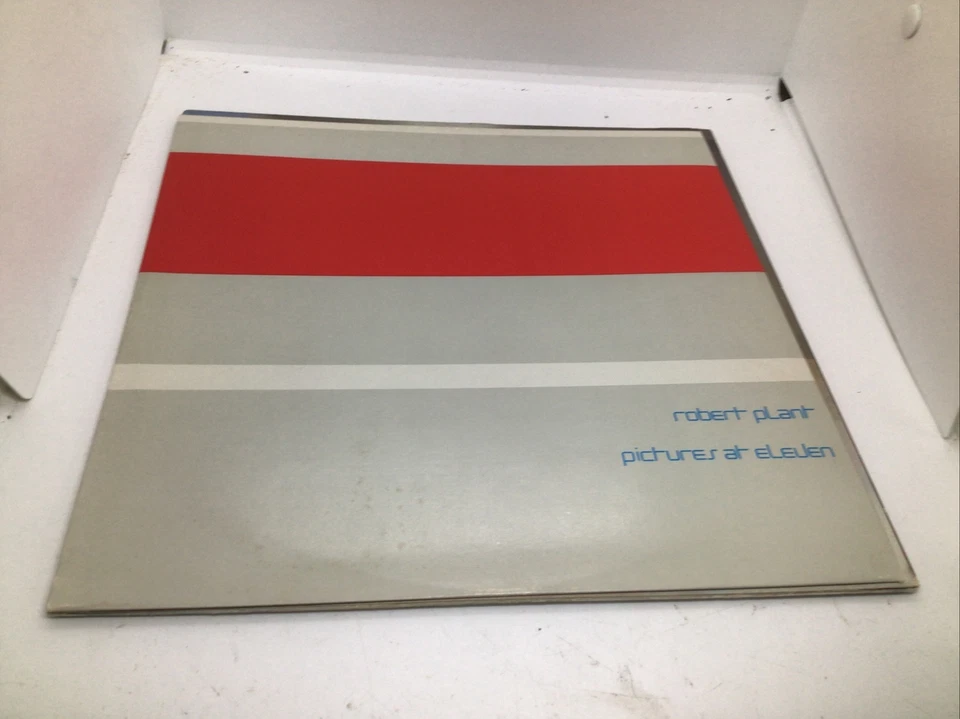 robert plant
pictures at eleven